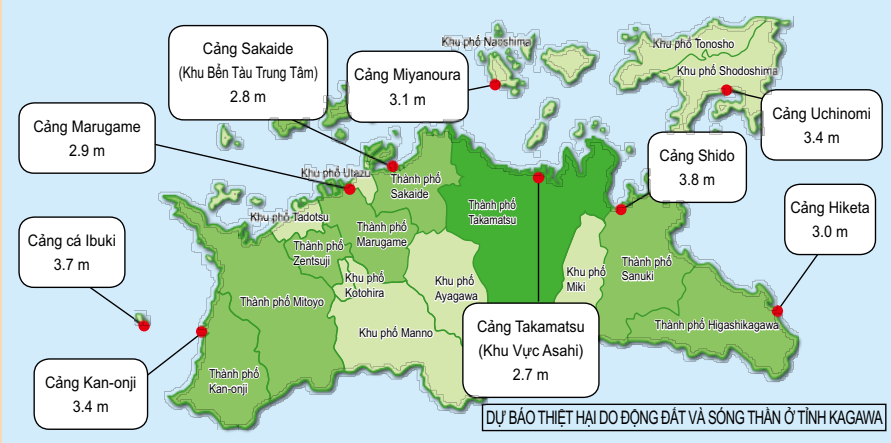 Cảng Sakaide
(Khu Bến Tàu Trung Tâm)
2.8 m
Cảng Miyanoura
3.1 m
Khu phố Naoshima
Khu phố Tonosho
Khu phố Shodoshima
Cảng Uchinomi
3.4 m
Cảng Marugame
2.9 m
Cảng Shido
3.8 m
Cảng Hiketa
3.0 m
Cảng cá Ibuki
3.7 m
Cảng Kan-onji
3.4 m
Cảng Takamatsu
(Khu Vực Asahi)
2.7 m
Khu phố Utazu
Thành phố
Sakaide
Thành phố
Takamatsu
Khu phố Tadotsu
Thành phố
Marugame
Thành phố
Zentsuji
Khu phố
Kotohira
Khu phố
Ayagawa
Khu phố
Miki
Thành phố
Sanuki
Thành phố Mitoyo
Khu phố Manno
Thành phố Higashikagawa
Thành phố
Kan-onji
DỰ BÁO THIỆT HẠI DO ĐỘNG ĐẤT VÀ SÓNG THẦN Ở TỈNH KAGAWA